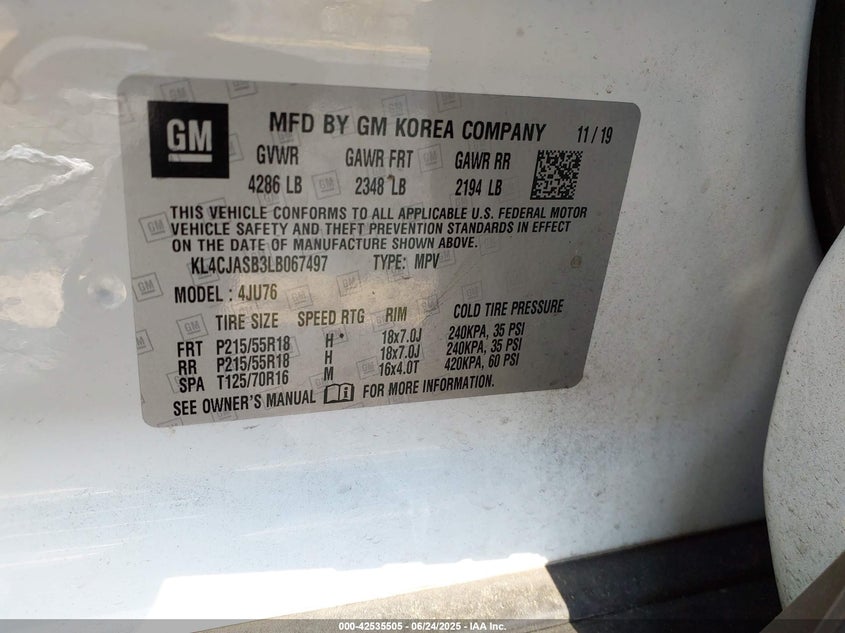 GM
MFD BY GM KOREA COMPANY 11/19
GVWR GAWR FRT GAWR RR
4286 LB 2348 LB 2194 LB
THIS VEHICLE CONFORMS TO ALL APPLICABLE U.S. FEDERAL MOTOR
VEHICLE SAFETY AND THEFT PREVENTION STANDARDS IN EFFECT
ON THE DATE OF MANUFACTURE SHOWN ABOVE.
KL4CJASB3LB067497 TYPE: MPV
MODEL: 4JU76
TIRE SIZE SPEED RTG RIM COLD TIRE PRESSURE
FRT P215/55R18 H 18x7.0J 240KPA, 35 PSI
RR P215/55R18 H 18x7.0J 240KPA, 35 PSI
SPA T125/70R16 M 16x4.0T 420KPA, 60 PSI
SEE OWNER'S MANUAL FOR MORE INFORMATION.
000-42535505 - 06/24/2025 - IAA Inc.